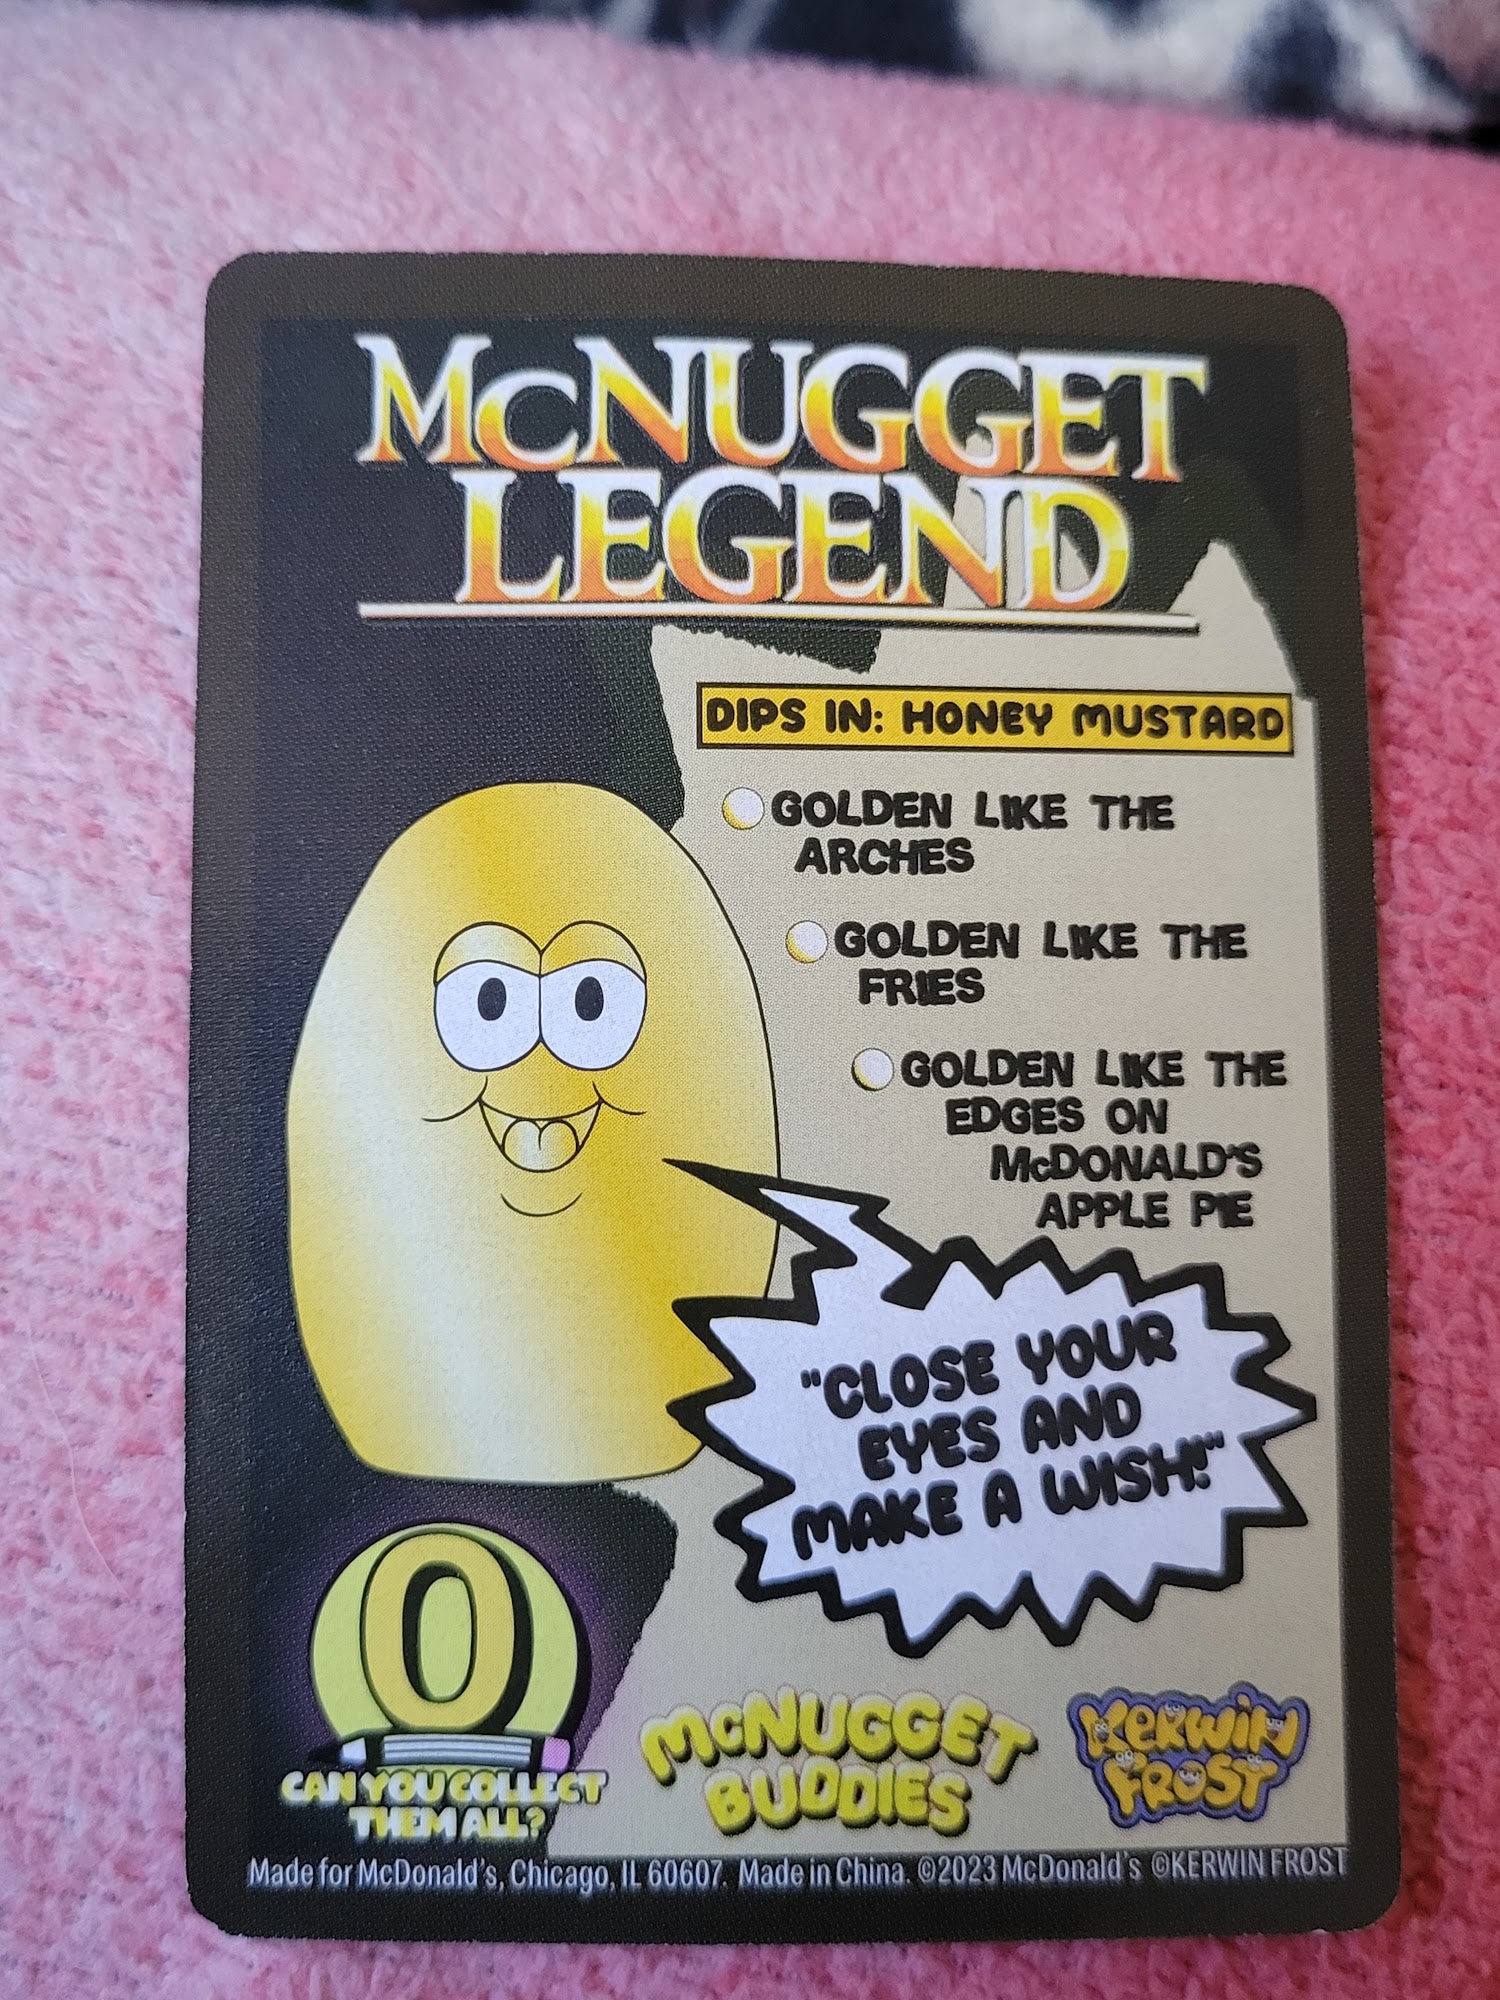 McNUGGET
LEGEND
DIPS IN: HONEY MUSTARD
GOLDEN LIKE THE
ARCHES
GOLDEN LIKE THE
FRIES
GOLDEN LIKE THE
EDGES ON
McDONALD'S
APPLE PIE
"CLOSE YOUR
EYES AND
MAKE A WISH!"
0
CAN YOU COLLECT
THEM ALL?
McNUGGET
BUDDIES
KERWIN
FROST
Made for McDonald's, Chicago, IL 60607. Made in China. ©2023 McDonald's ©KERWIN FROST